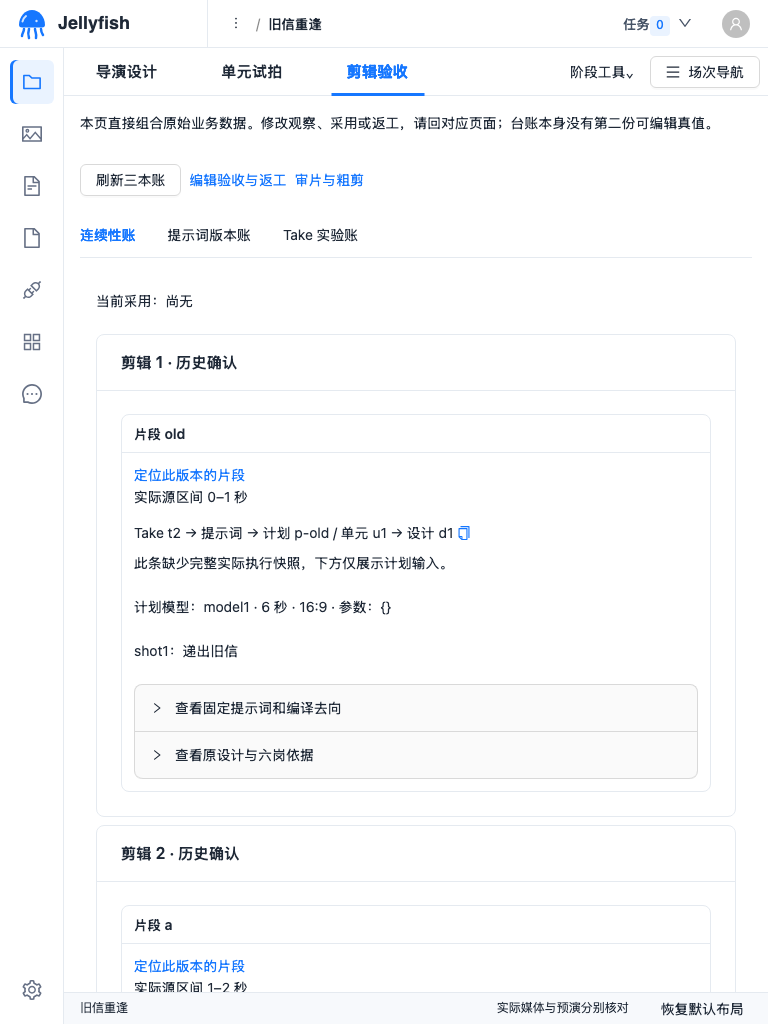 Jellyfish
/ 旧信重逢
任务 0
导演设计 单元试拍 剪辑验收 阶段工具 场次导航
本页直接组合原始业务数据。修改观察、采用或返工，请回对应页面；台账本身没有第二份可编辑真值。
刷新三本账 编辑验收与返工 审片与粗剪
连续性账 提示词版本账 Take 实验账
当前采用：尚无
剪辑 1 · 历史确认
片段 old
定位此版本的片段
实际源区间 0–1 秒
Take t2 → 提示词 → 计划 p-old / 单元 u1 → 设计 d1
此条缺少完整实际执行快照，下方仅展示计划输入。
计划模型：model1 · 6 秒 · 16:9 · 参数：{}
shot1：递出旧信
查看固定提示词和编译去向
查看原设计与六岗依据
剪辑 2 · 历史确认
片段 a
定位此版本的片段
实际源区间 1–2 秒
旧信重逢 实际媒体与预演分别核对 恢复默认布局